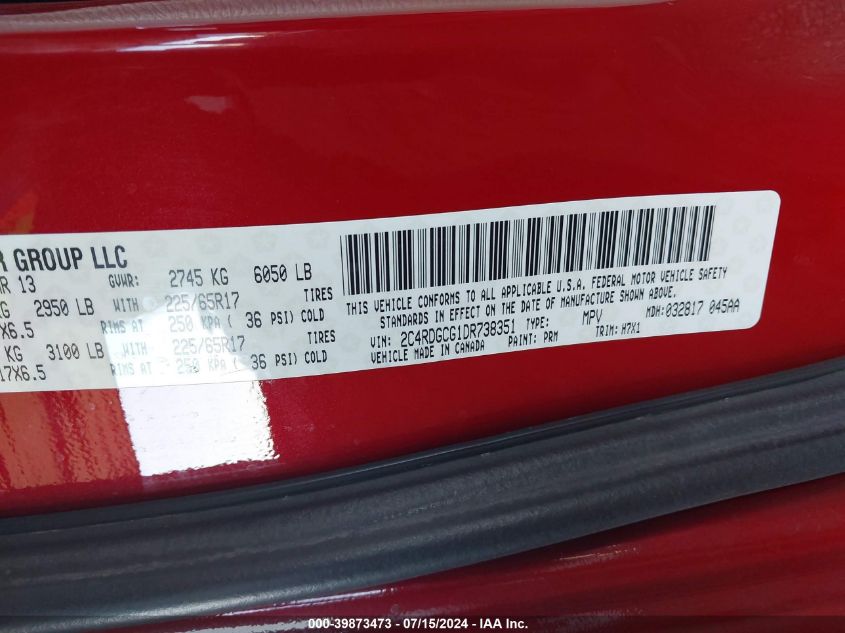 R GROUP LLC
R 13 GVWR: 2745 KG 6050 LB
KG 2950 LB WITH 225/65R17 TIRES
7X6.5 RIMS AT 250 KPA ( 36 PSI) COLD
KG 3100 LB WITH 225/65R17 TIRES
17X6.5 RIMS AT 250 KPA ( 36 PSI) COLD
THIS VEHICLE CONFORMS TO ALL APPLICABLE U.S.A. FEDERAL MOTOR VEHICLE SAFETY
STANDARDS IN EFFECT ON THE DATE OF MANUFACTURE SHOWN ABOVE.
VIN: 2C4RDGCG1DR738351 TYPE: MPV MDH: 032817 045AA
VEHICLE MADE IN CANADA PAINT: PRM TRIM: H7X1
000-39873473 - 07/15/2024 - IAA Inc.